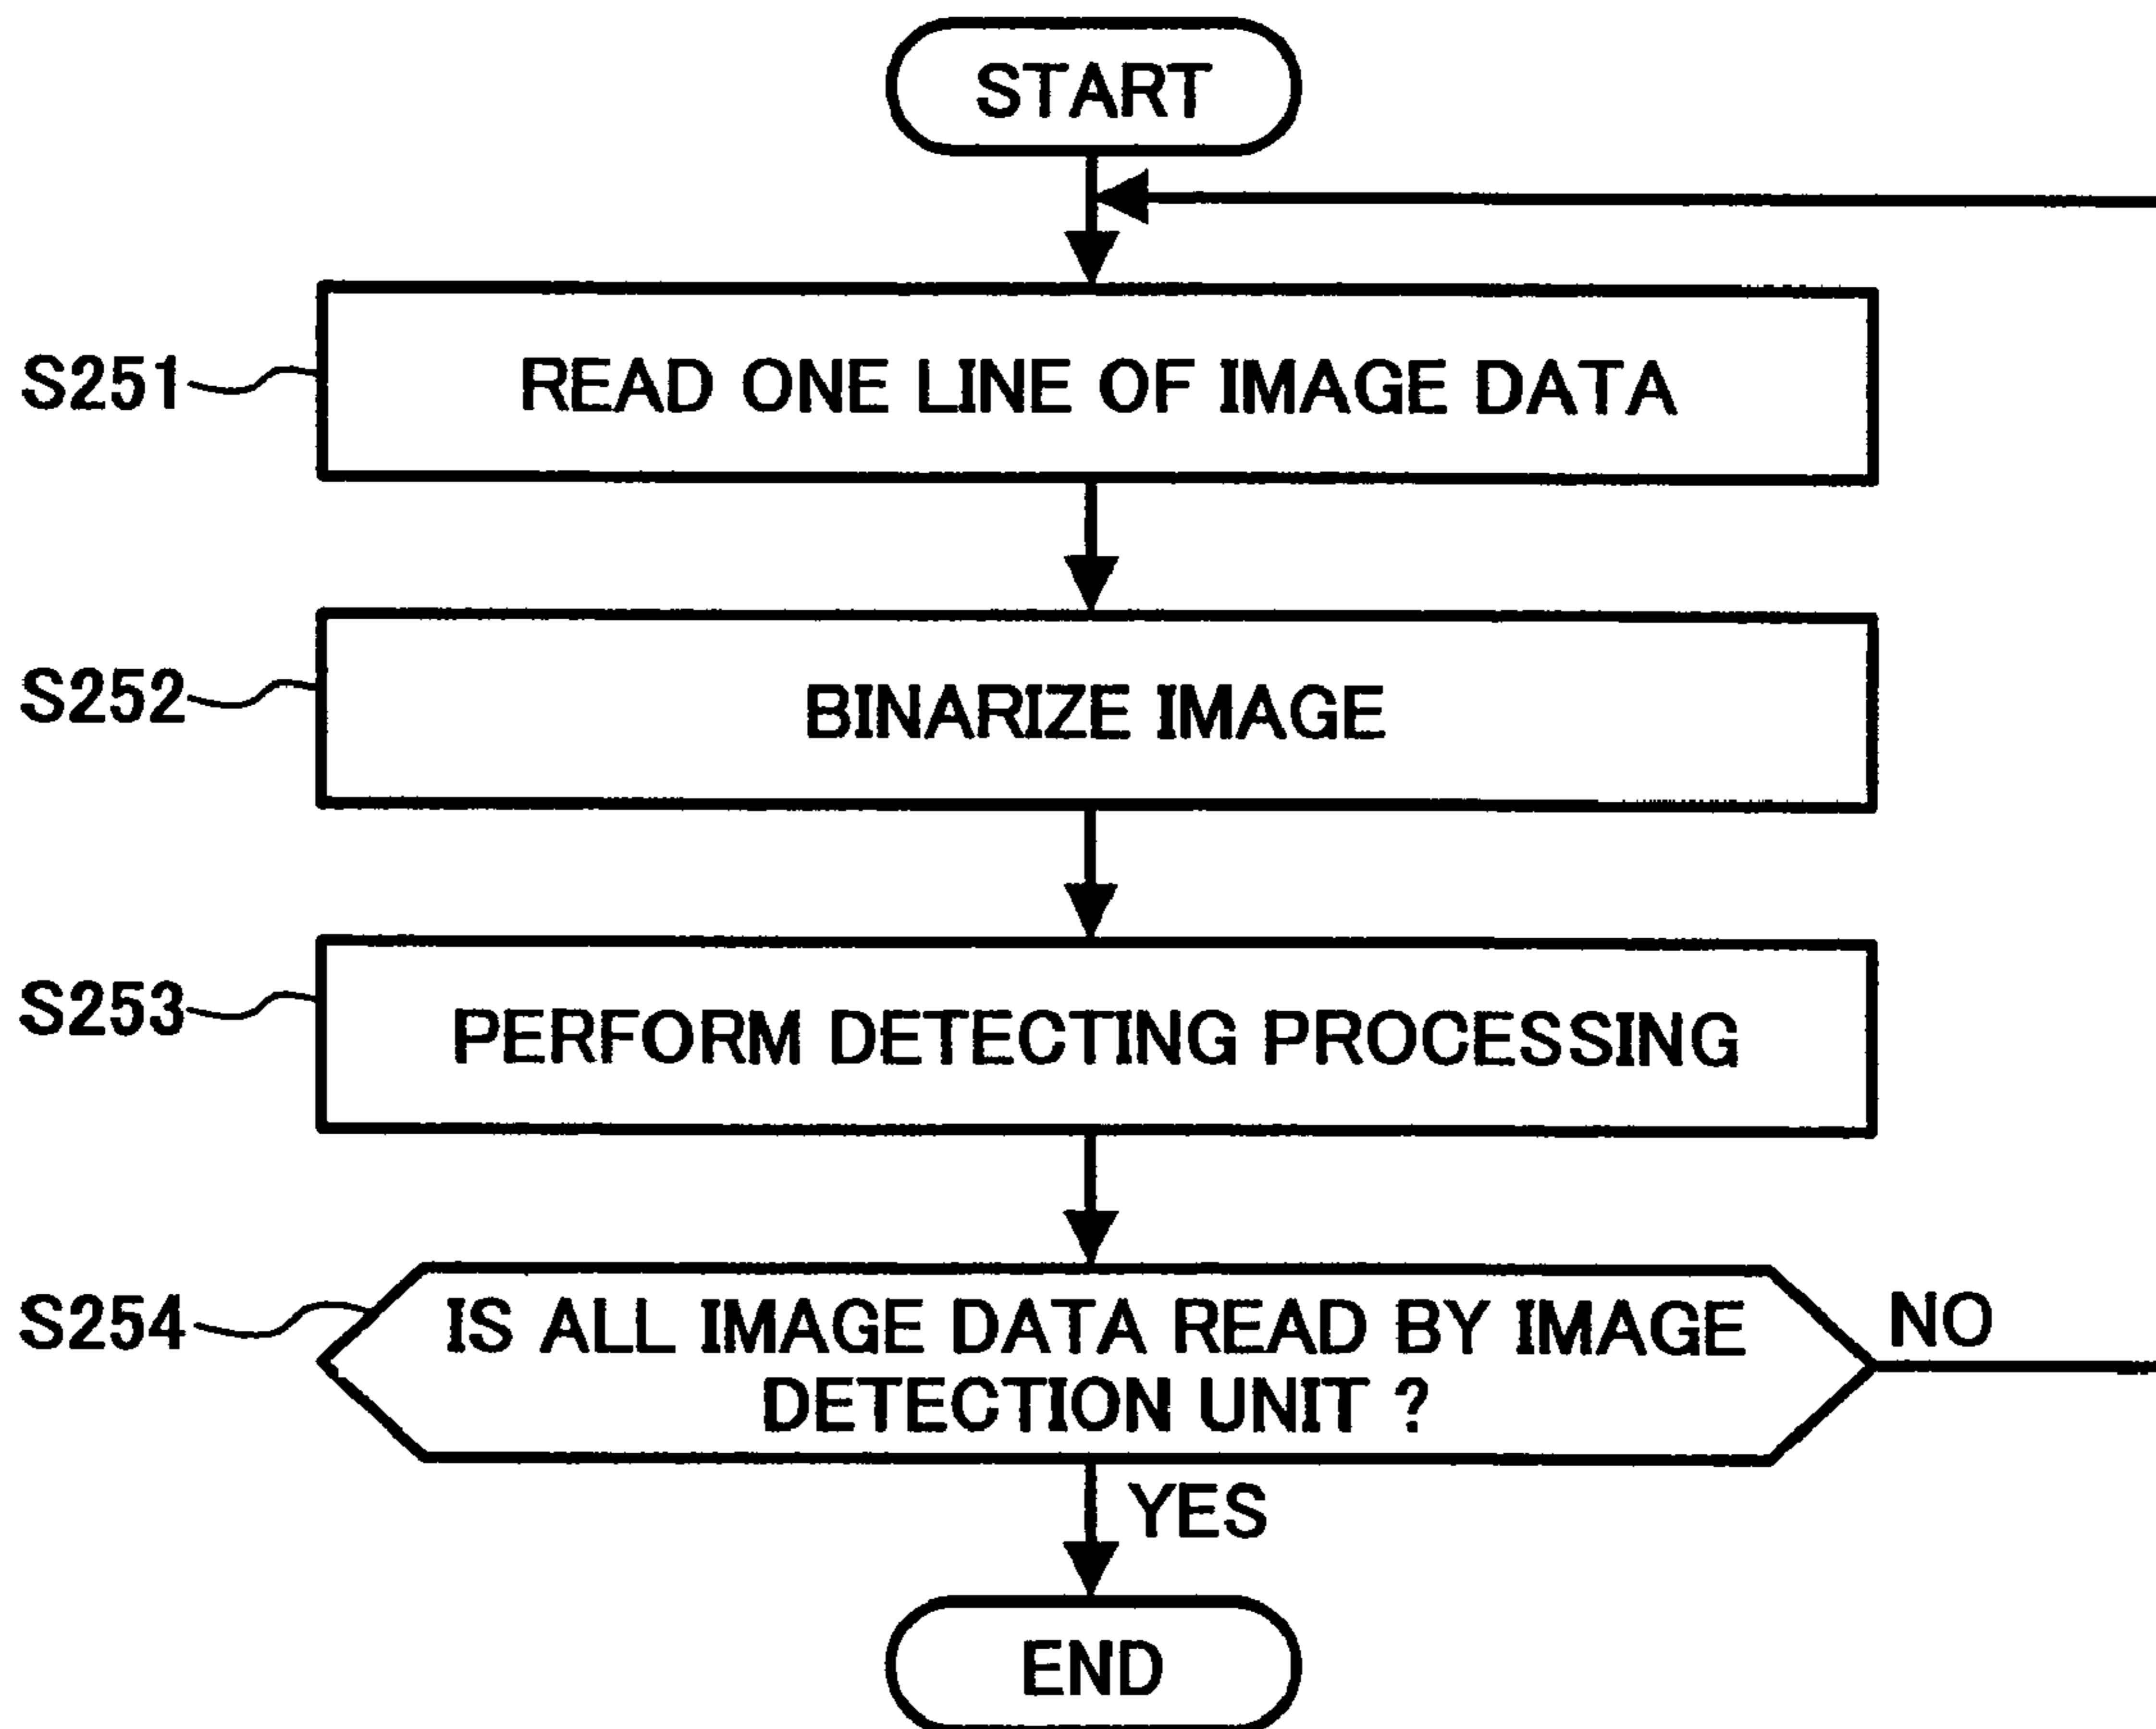 START
S251
READ ONE LINE OF IMAGE DATA
S252
BINARIZE IMAGE
S253
PERFORM DETECTING PROCESSING
S254
IS ALL IMAGE DATA READ BY IMAGE
DETECTION UNIT ?
NO
YES
END